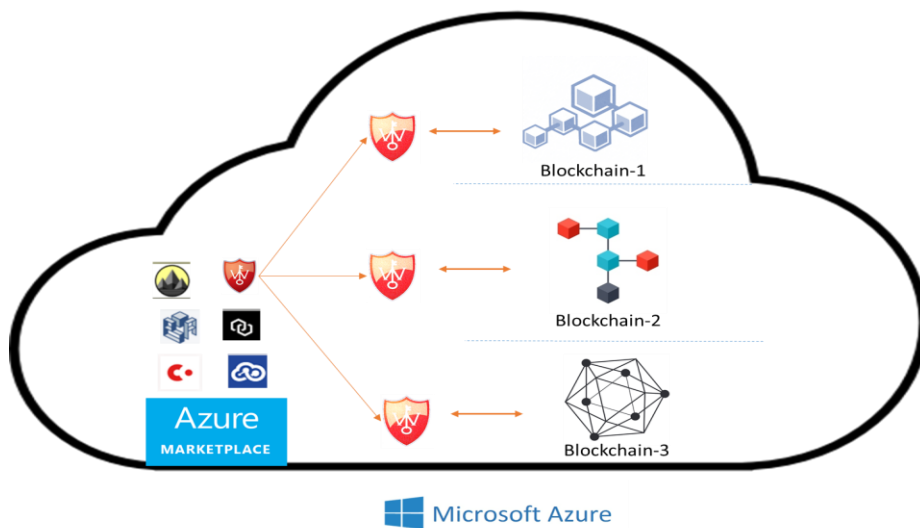 Blockchain-1
Blockchain-2
Blockchain-3
Azure
MARKETPLACE
Microsoft Azure